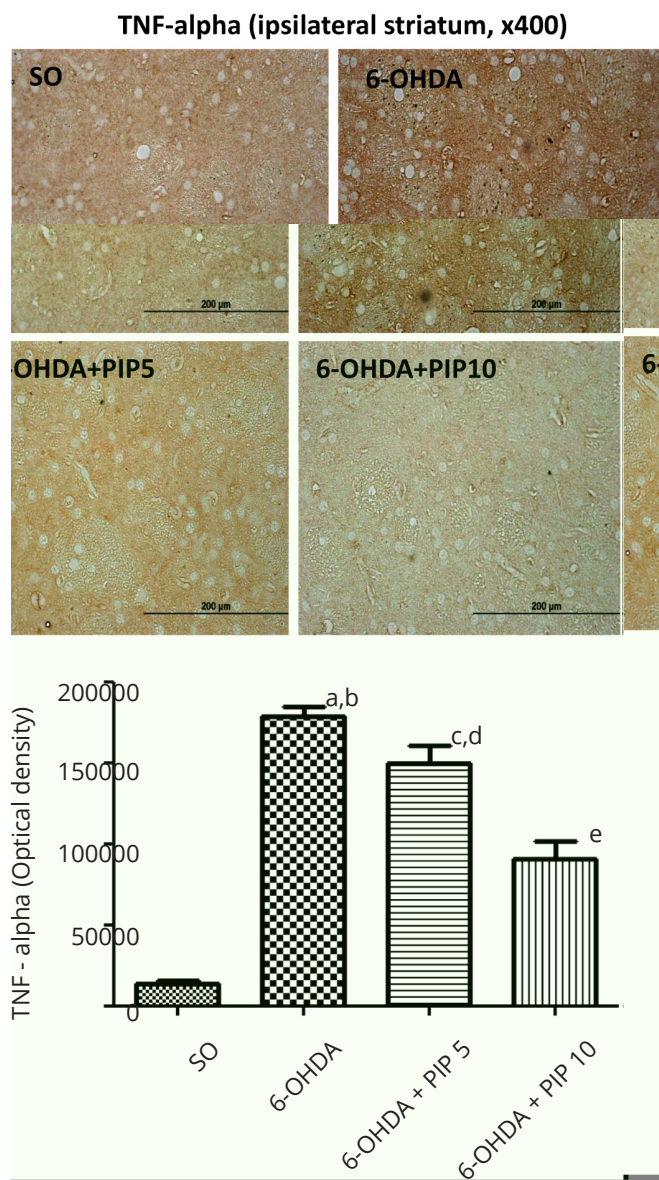 TNF-alpha (ipsilateral striatum, x400)
SO
6-OHDA
200 µm
200 µm
-OHDA+PIP5
6-OHDA+PIP10
6-
200 µm
200 µm
TNF - alpha (Optical density)
200000
150000
100000
50000
0
a,b
c,d
e
SO
6-OHDA
6-OHDA + PIP 5
6-OHDA + PIP 10